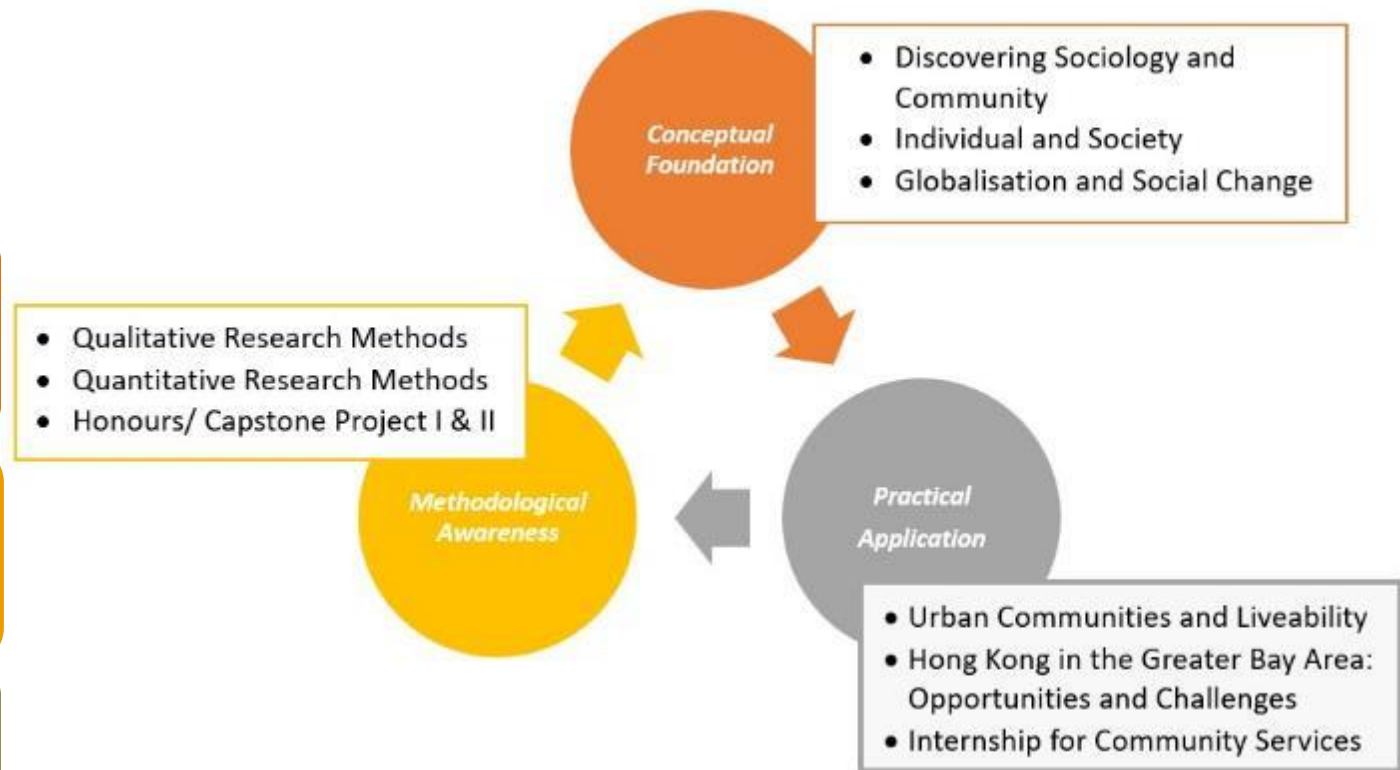 Conceptual
Foundation
• Discovering Sociology and
Community
• Individual and Society
• Globalisation and Social Change
• Qualitative Research Methods
• Quantitative Research Methods
• Honours/ Capstone Project I & II
Methodological
Awareness
Practical
Application
• Urban Communities and Liveability
• Hong Kong in the Greater Bay Area:
Opportunities and Challenges
• Internship for Community Services